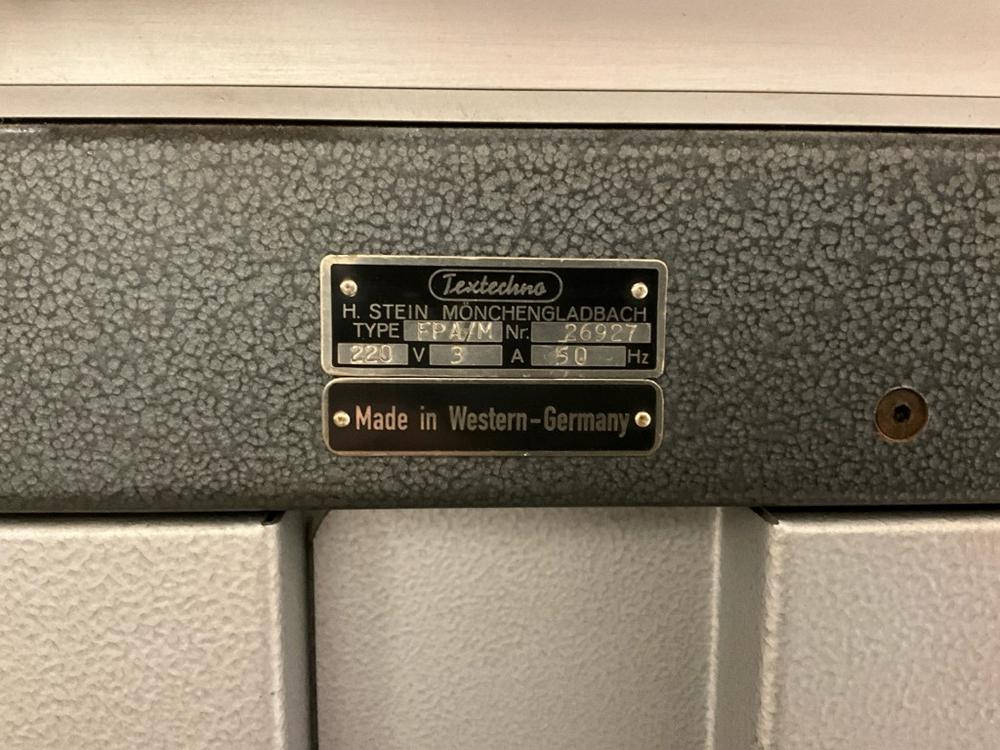 Textechno
H. STEIN MÖNCHENGLADBACH
TYPE FPA/M Nr. 26927
220 V 3 A 50 Hz
Made in Western-Germany